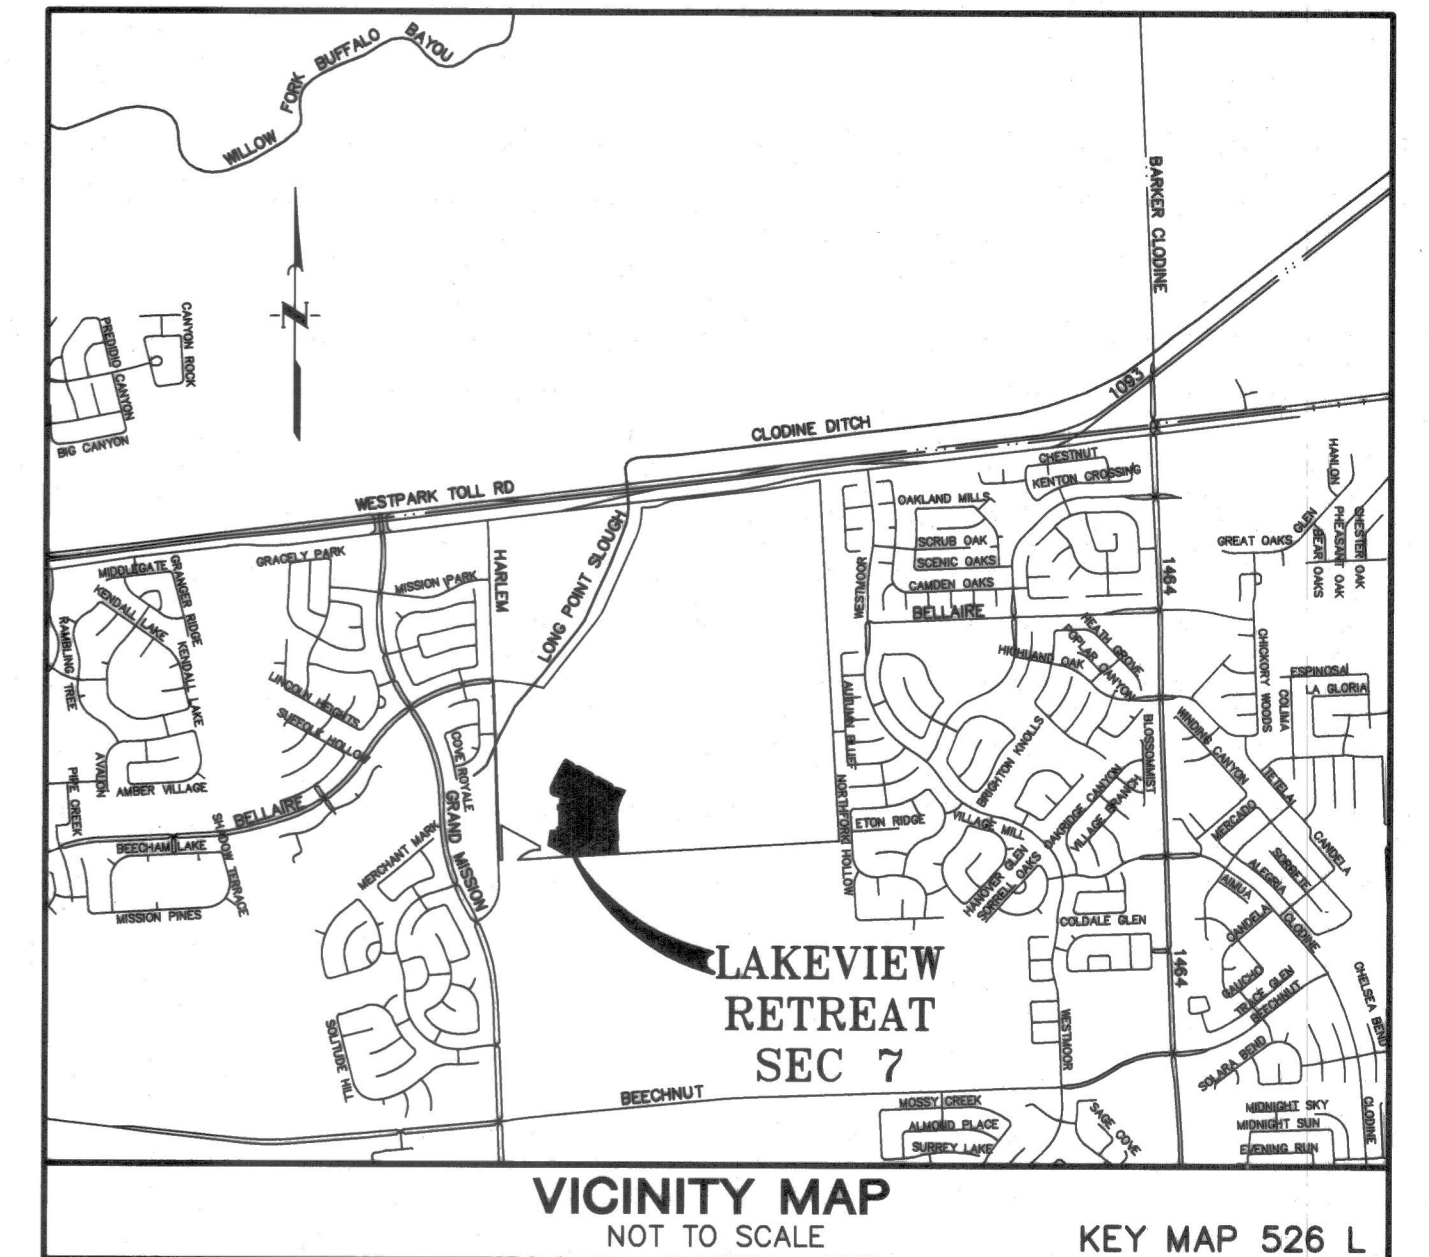 WILLOW FORK BUFFALO BAYOU
BARKER CLODINE
CANYON ROCK
PREDIDIO CANYON
BIG CANYON
N
1093
CLODINE DITCH
WESTPARK TOLL RD
CHESTNUT
KENTON CROSSING
HANLON
OAKLAND MILLS
SCRUB OAK
SCENIC OAKS
CAMDEN OAKS
BELLAIRE
WESTMOOR
1464
GREAT OAKS GLEN
BEAR OAKS
PHEASANT OAK
CHESTER OAK
GRACELY PARK
MISSION PARK
HARLEM
LONG POINT SLOUGH
MIDDLEGATE
GRANGER RIDGE
KENDALL LAKE
KENDALL LAKE
RAMBLING TREE
LINCOLN HEIGHTS
SUFFOLK HOLLOW
AVALON
AMBER VILLAGE
PIPE CREEK
BELLAIRE
BEECHAM LAKE
SHADOW TERRACE
MISSION PINES
COVE ROYALE
GRAND MISSION
MERCHANT MARK
SOLITUDE HILL
HEATH GROVE
POPLAR CANYON
HIGHLAND OAK
AUTUMN BLUFF
NORTHFORK HOLLOW
BRIGHTON KNOLLS
BLOSSOMMIST
ETON RIDGE
VILLAGE MILL
OAKRIDGE CANYON
VILLAGE BRANCH
HANOVER GLEN
SORRELL OAKS
COLDALE GLEN
CHICKORY WOODS
ESPINOSA
LA GLORIA
COLIMA
WINDING CANYON
TETELA
MERCADO
CANDELA
SORBETE
ALEGRIA
AIMUA
CANDELA
CLODINE
GAUCHO
TRACE GLEN
BEECHNUT
CHELSEA BEND
SOLARA BEND
1464
WESTMOOR
LAKEVIEW
RETREAT
SEC 7
BEECHNUT
MOSSY CREEK
ALMOND PLACE
SURREY LAKE
SAGE COVE
MIDNIGHT SKY
MIDNIGHT SUN
EVENING RUN
CLODINE
VICINITY MAP
NOT TO SCALE
KEY MAP 526 L